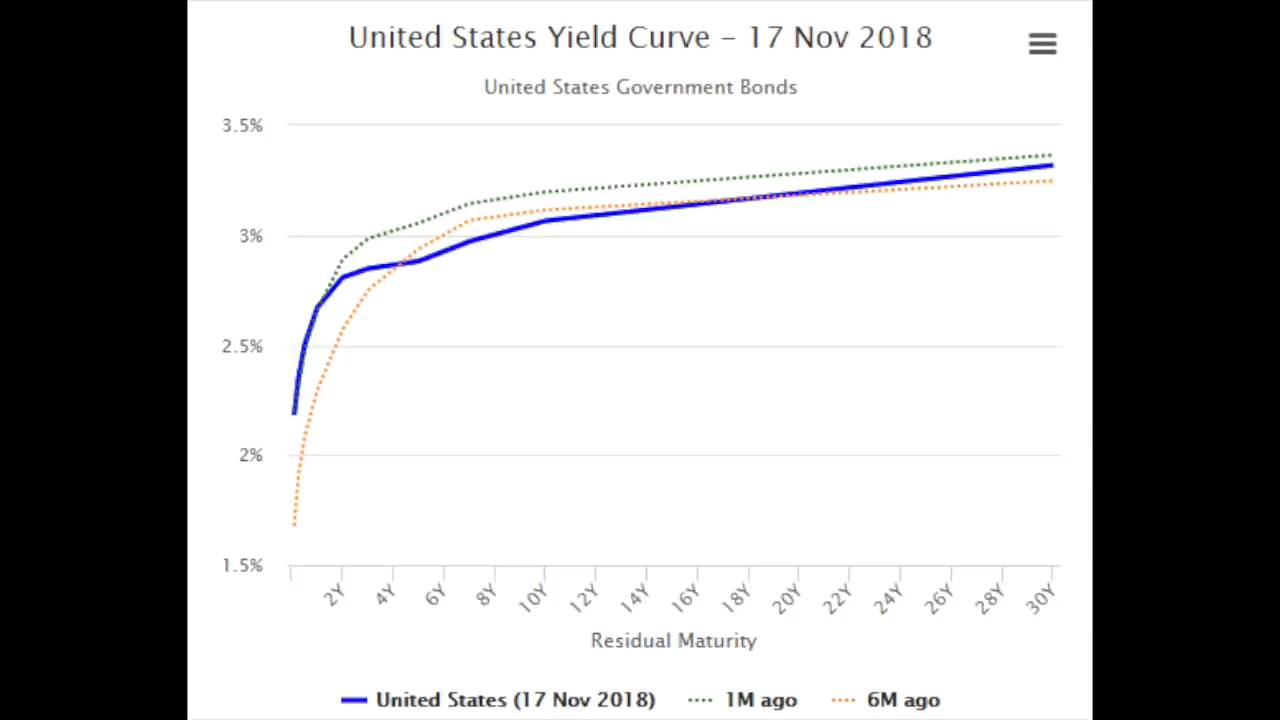 United States Yield Curve – 17 Nov 2018
United States Government Bonds
3.5%
3%
2.5%
2%
1.5%
2Y 4Y 6Y 8Y 10Y 12Y 14Y 16Y 18Y 20Y 22Y 24Y 26Y 28Y 30Y
Residual Maturity
United States (17 Nov 2018) 1M ago 6M ago